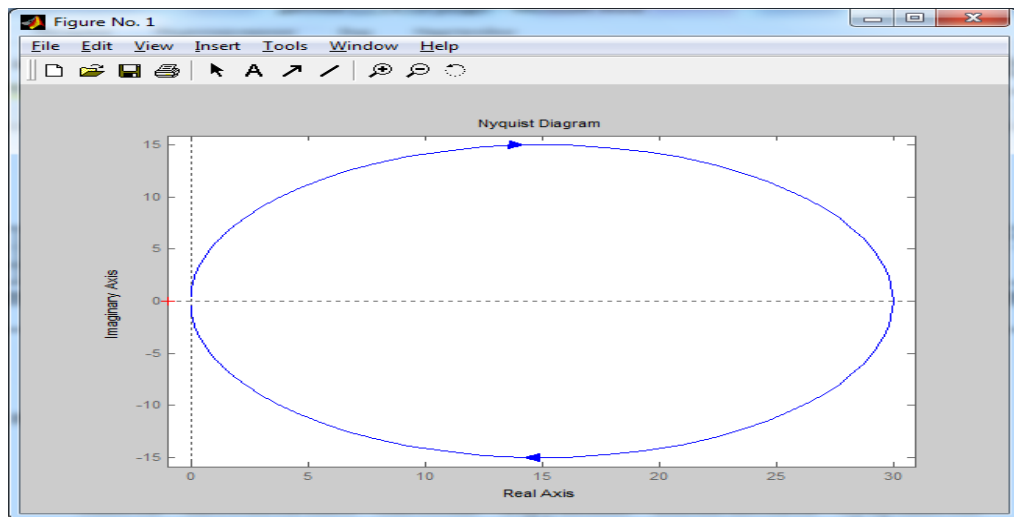 Figure No. 1
File Edit View Insert Tools Window Help
A
Nyquist Diagram
15
10
5
0
-5
-10
-15
Imaginary Axis
0 5 10 15 20 25 30
Real Axis